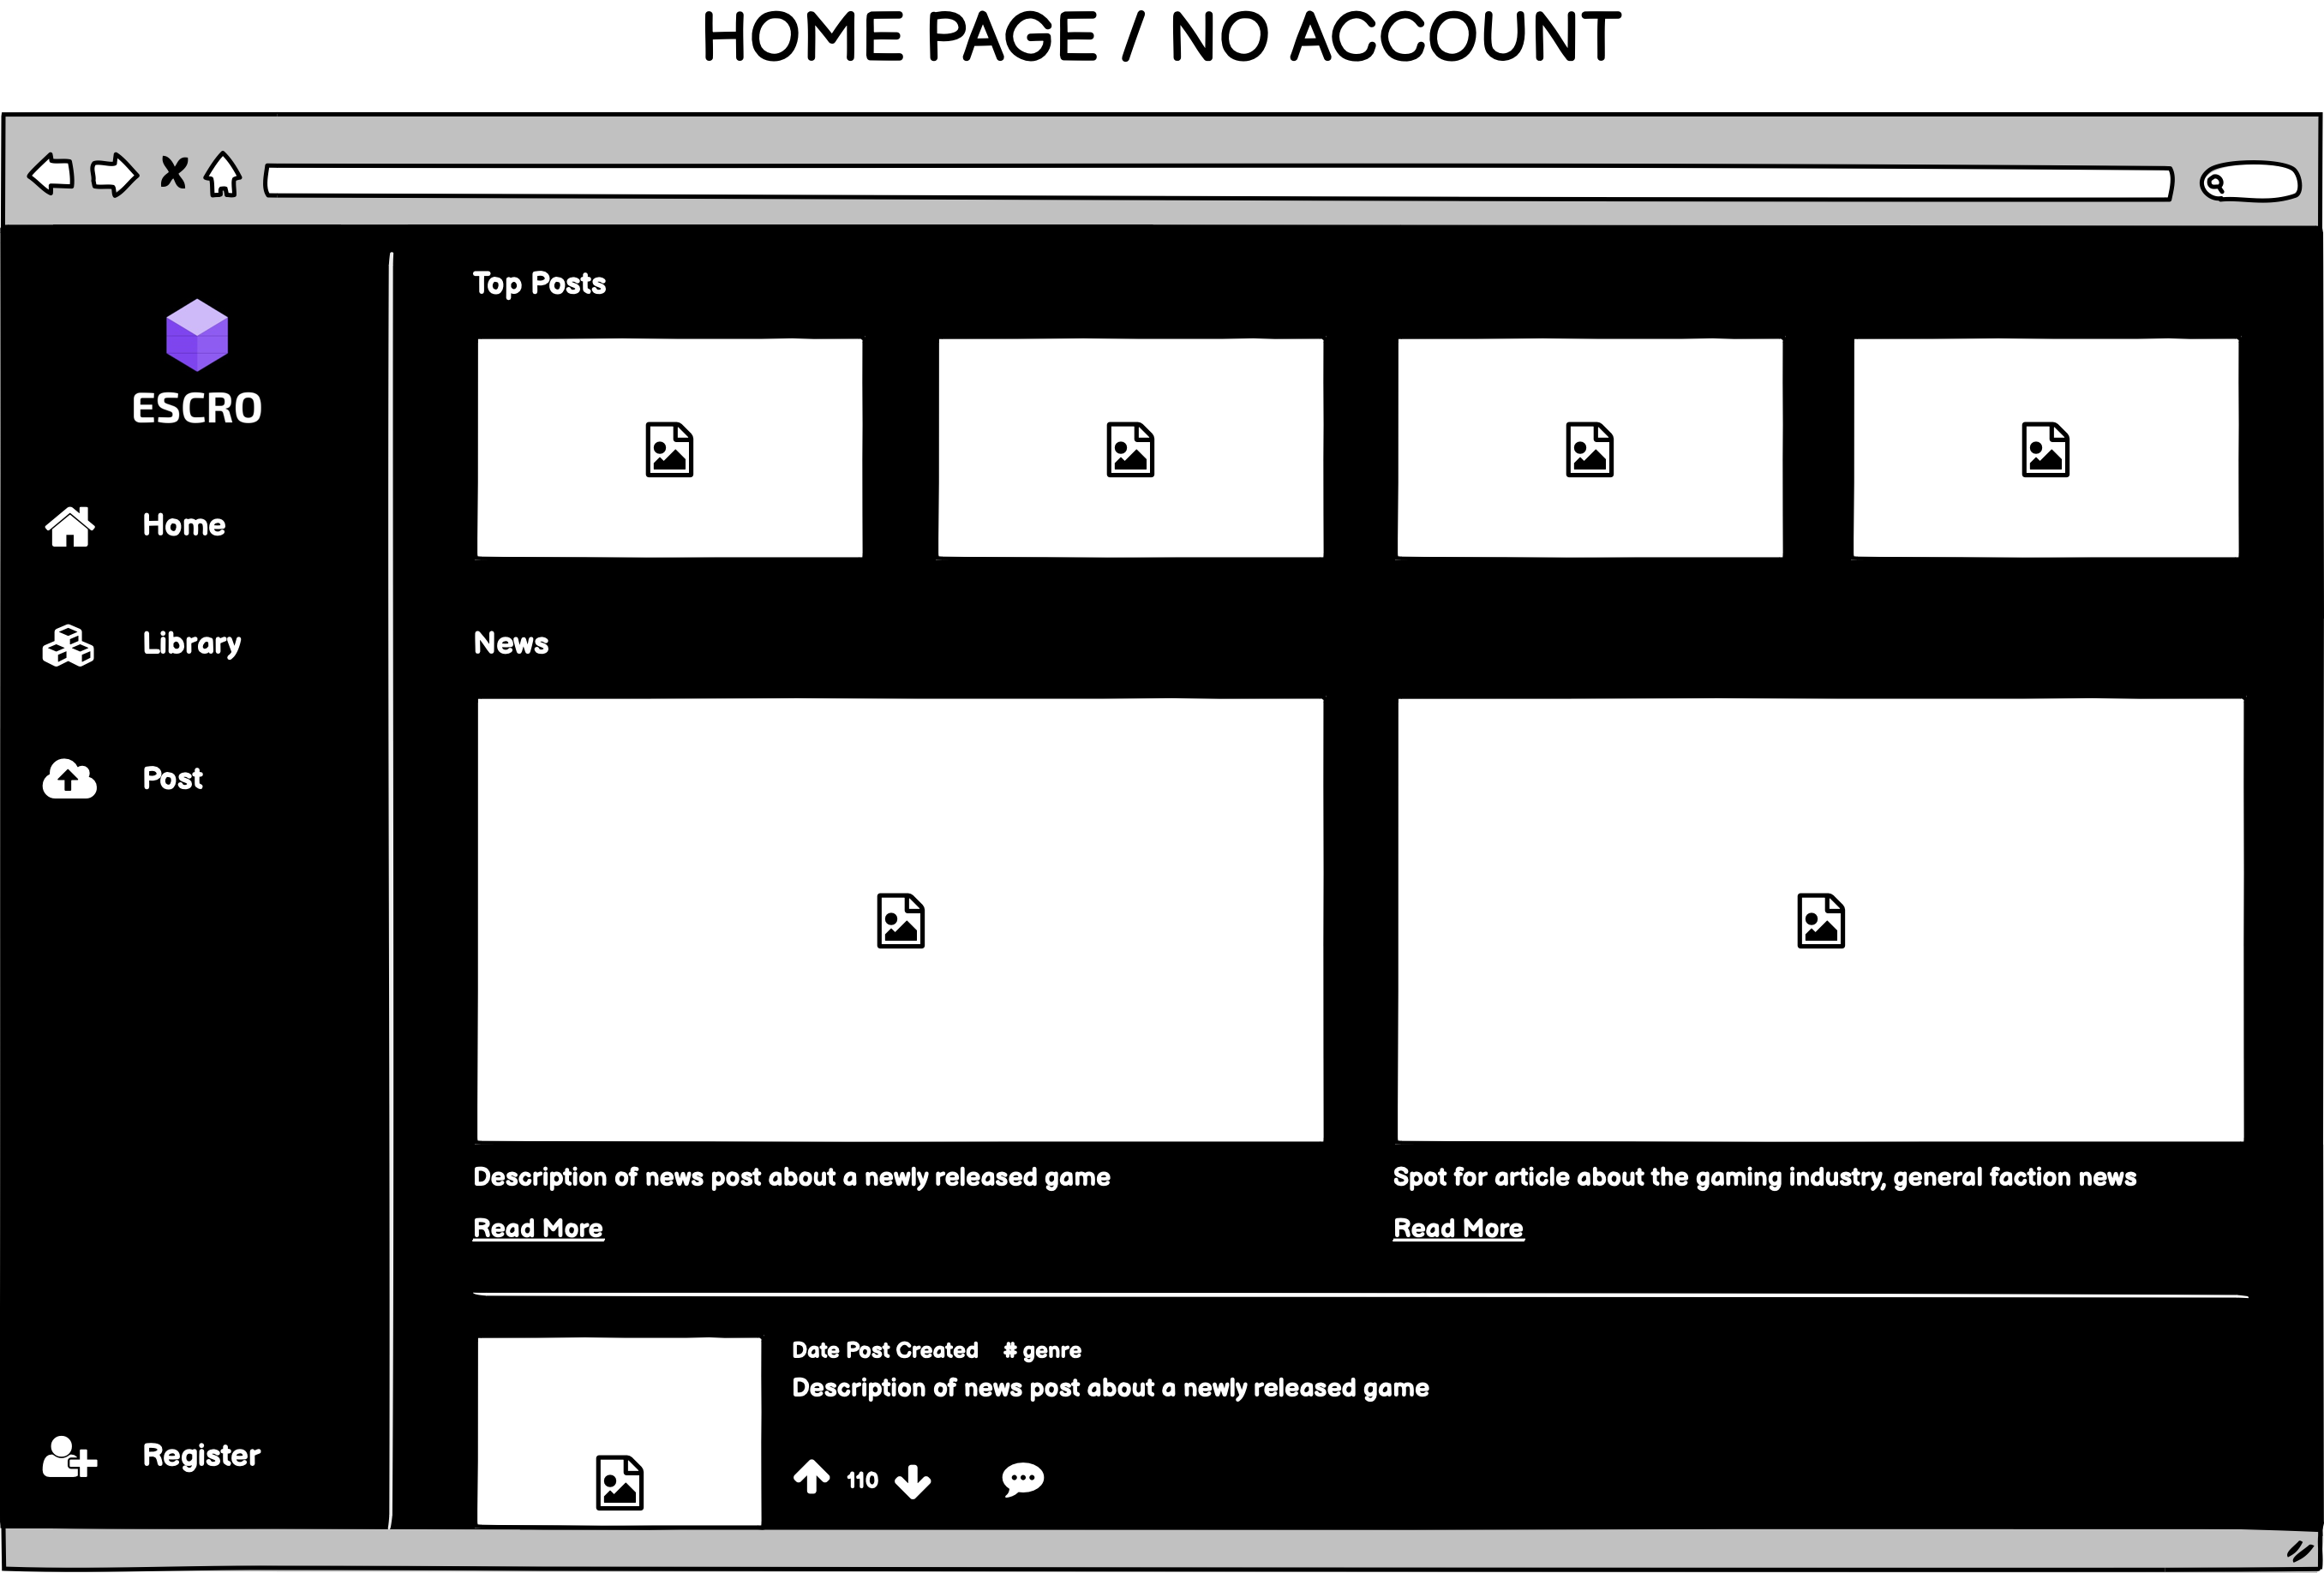 HOME PAGE / NO ACCOUNT
ESCRO
Home
Library
Post
Register
Top Posts
News
Description of news post about a newly released game
Read More
Spot for article about the gaming industry, general faction news
Read More
Date Post Created # genre
Description of news post about a newly released game
110